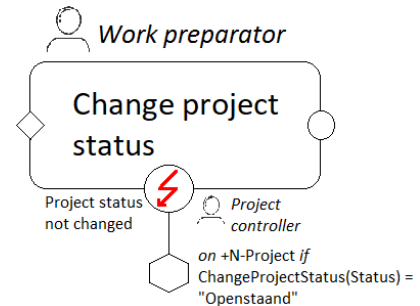 Work preparator
Change project
status
Project status
not changed
Project
controller
on +N-Project if
ChangeProjectStatus(Status) =
"Openstaand"